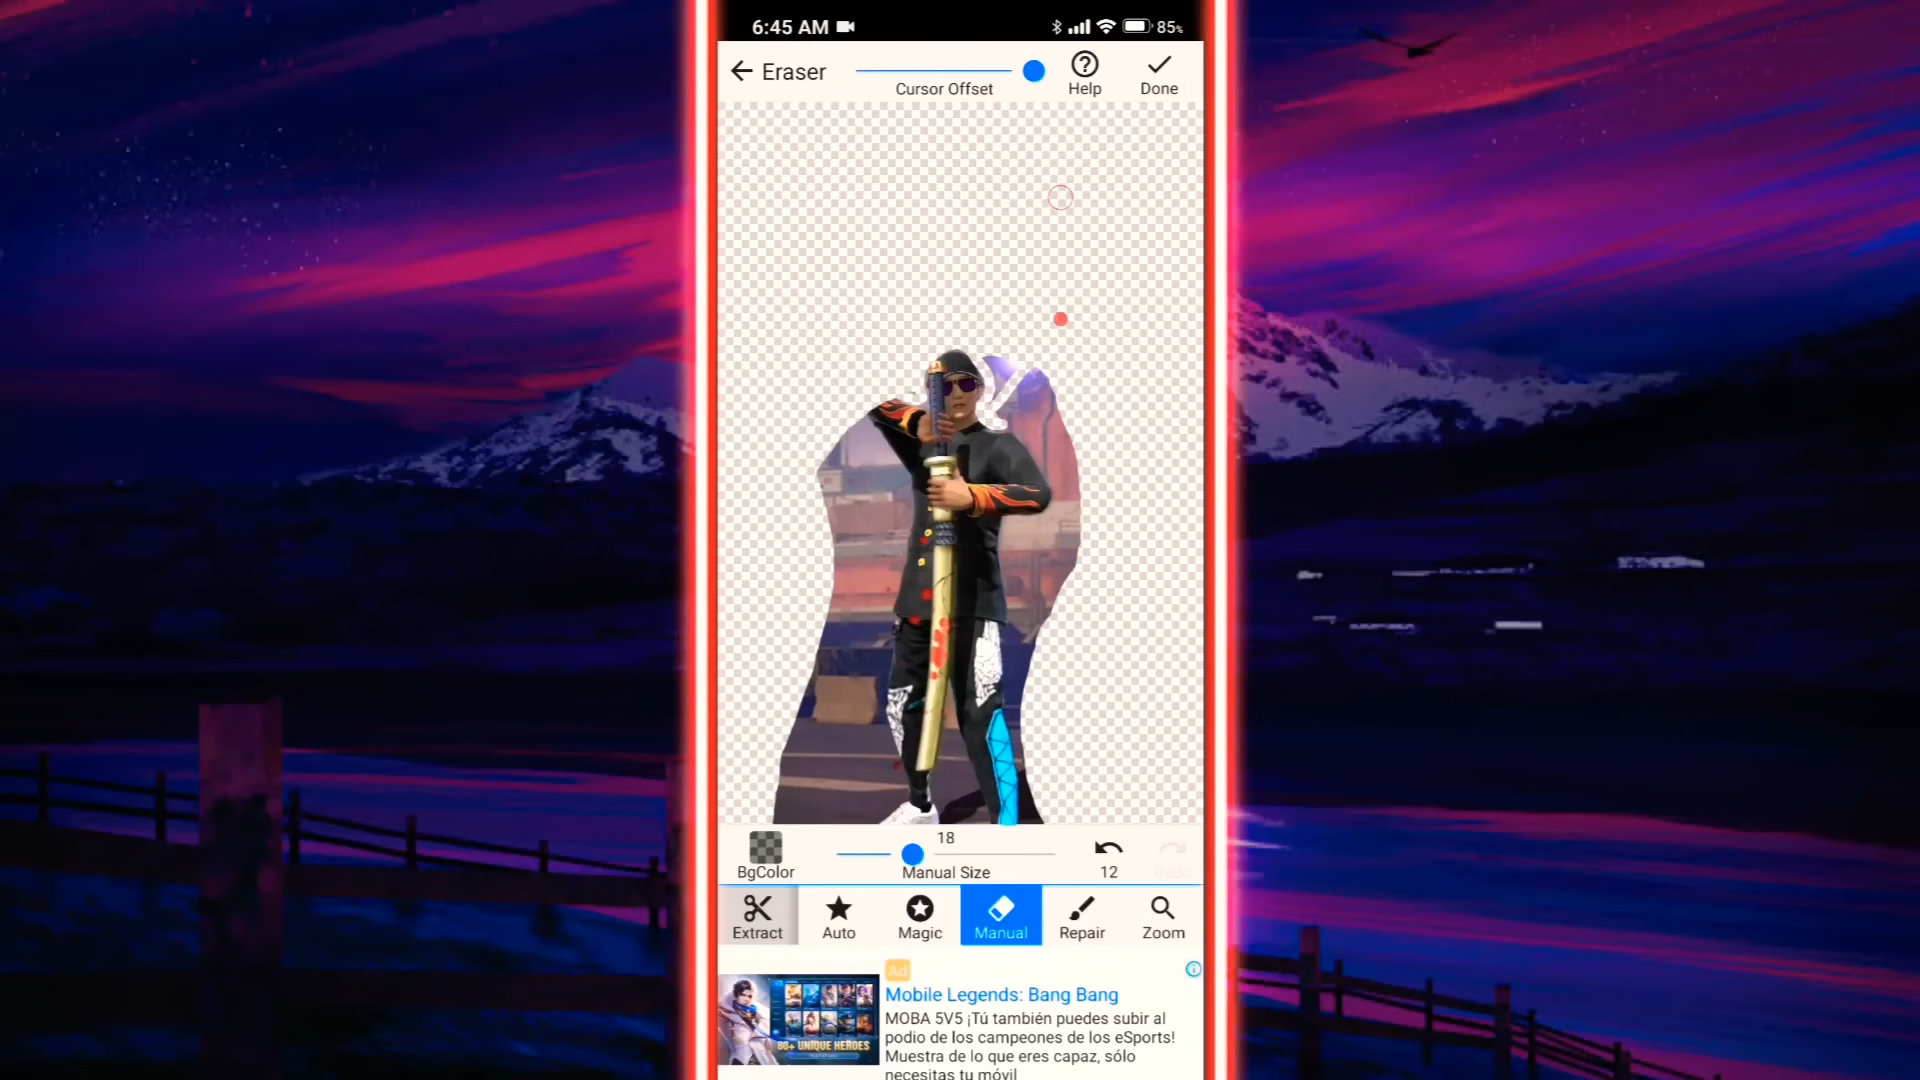 6:45 AM
85%
Eraser
Cursor Offset
Help
Done
18
BgColor
Manual Size
12
Redo
Extract
Auto
Magic
Manual
Repair
Zoom
Ad
Mobile Legends: Bang Bang
MOBA 5V5 ¡Tú también puedes subir al
podio de los campeones de los eSports!
Muestra de lo que eres capaz, sólo
necesitas tu móvil
80+ UNIQUE HEROES